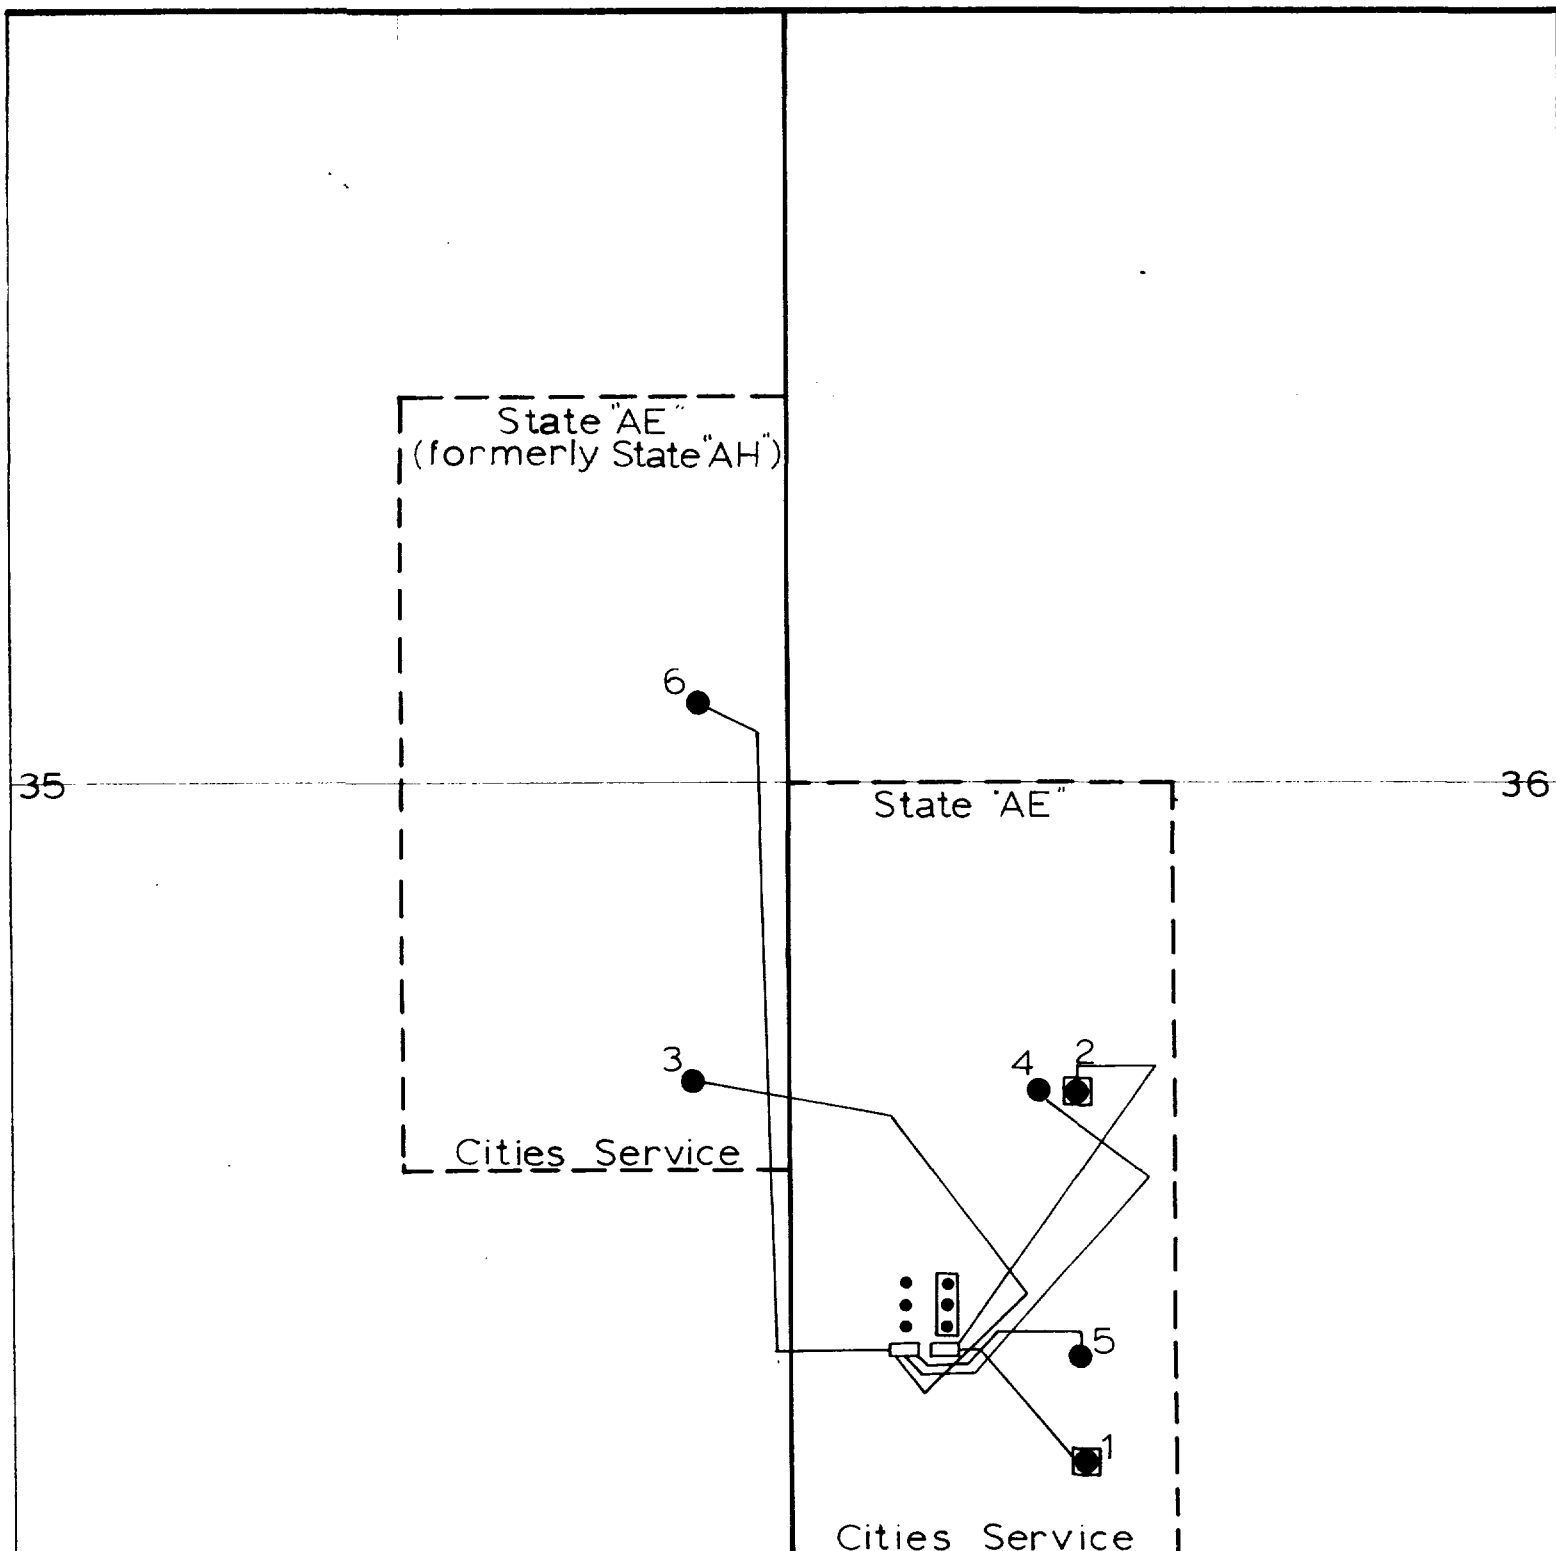 State "AE"
(formerly State "AH")
6
35
36
State "AE"
3
4
2
Cities Service
5
1
Cities Service